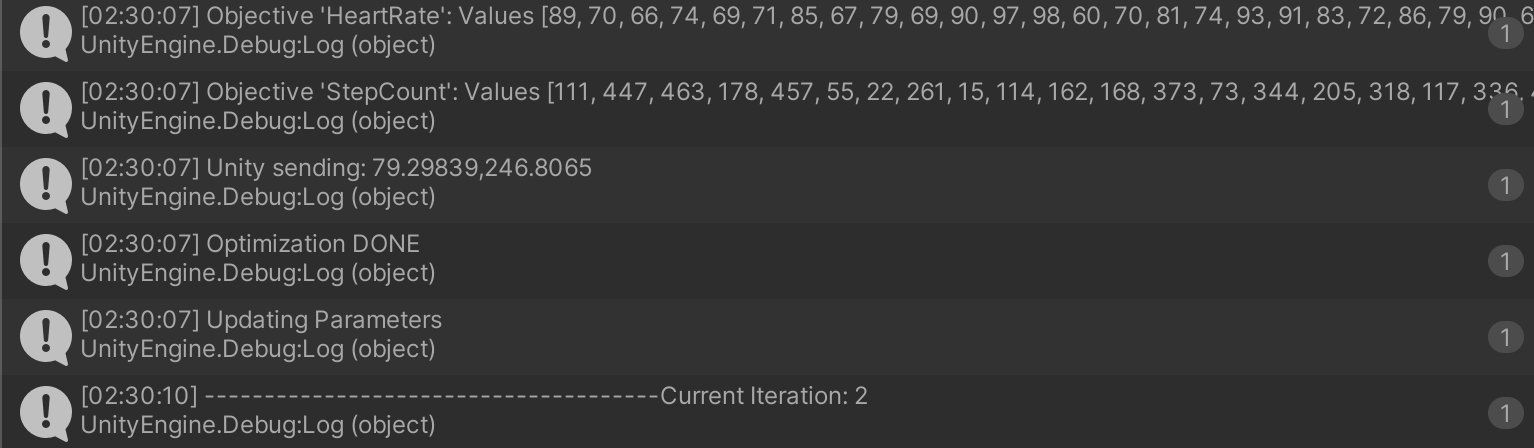 [02:30:07] Objective 'HeartRate': Values [89, 70, 66, 74, 69, 71, 85, 67, 79, 69, 90, 97, 98, 60, 70, 81, 74, 93, 91, 83, 72, 86, 79, 90, 6
UnityEngine.Debug:Log (object)
1
[02:30:07] Objective 'StepCount': Values [111, 447, 463, 178, 457, 55, 22, 261, 15, 114, 162, 168, 373, 73, 344, 205, 318, 117, 336,
UnityEngine.Debug:Log (object)
1
[02:30:07] Unity sending: 79.29839,246.8065
UnityEngine.Debug:Log (object)
1
[02:30:07] Optimization DONE
UnityEngine.Debug:Log (object)
1
[02:30:07] Updating Parameters
UnityEngine.Debug:Log (object)
1
[02:30:10] --------------------------------------Current Iteration: 2
UnityEngine.Debug:Log (object)
1